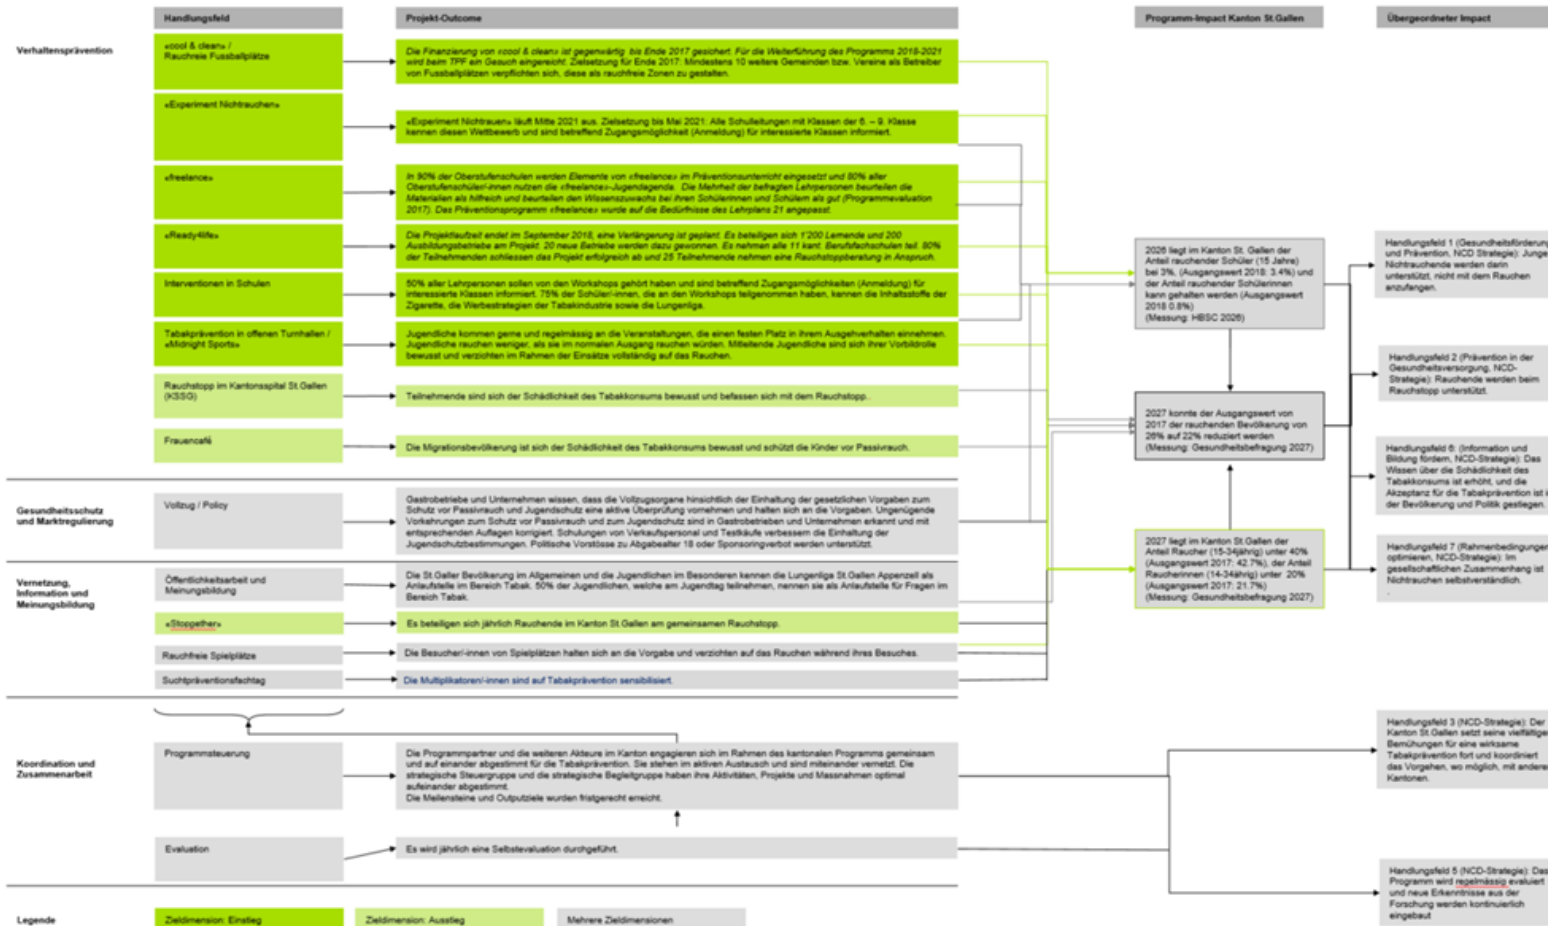 Handlungsfeld
Projekt-Outcome
Programm-Impact Kanton St.Gallen
Übergeordneter Impact
Verhaltensprävention
«cool & clean» /
Rauchreie Fussballplätze
Die Finanzierung von «cool & clean» ist gegenwärtig bis Ende 2017 gesichert. Für die Weiterführung des Programms 2018-2021
wird beim TPF ein Gesuch eingereicht. Zielsetzung für Ende 2017: Mindestens 10 weitere Gemeinden bzw. Vereine als Betreiber
von Fussballplätzen verpflichten sich, diese als rauchfreie Zonen zu gestalten.
«Experiment Nichtrauchen»
«Experiment Nichtrauen» läuft Mitte 2021 aus. Zielsetzung bis Mai 2021: Alle Schulleitungen mit Klassen der 6. – 9. Klasse
kennen diesen Wettbewerb und sind betreffend Zugangsmöglichkeit (Anmeldung) für interessierte Klassen informiert.
«freelance»
In 90% der Oberstufenschulen werden Elemente von «freelance» im Präventionsunterricht eingesetzt und 80% aller
Oberstufenschüler/-innen nutzen die «freelance»-Jugendagenda. Die Mehrheit der befragten Lehrpersonen beurteilen die
Materialien als hilfreich und beurteilen den Wissenszuwachs bei ihren Schülerinnen und Schülern als gut (Programmevaluation
2017). Das Präventionsprogramm «freelance» wurde auf die Bedürfnisse des Lehrplans 21 angepasst.
«Ready4life»
Die Projektlaufzeit endet im September 2018, eine Verlängerung ist geplant. Es beteiligen sich 1'200 Lernende und 200
Ausbildungsbetriebe am Projekt. 20 neue Betriebe werden dazu gewonnen. Es nehmen alle 11 kant. Berufsfachschulen teil. 80%
der Teilnehmenden schliessen das Projekt erfolgreich ab und 25 Teilnehmende nehmen eine Rauchstoppberatung in Anspruch.
Interventionen in Schulen
50% aller Lehrpersonen sollen von den Workshops gehört haben und sind betreffend Zugangsmöglichkeiten (Anmeldung) für
interessierte Klassen informiert. 75% der Schüler/-innen, die an den Workshops teilgenommen haben, kennen die Inhaltsstoffe der
Zigarette, die Werbestrategien der Tabakindustrie sowie die Lungenliga.
Tabakprävention in offenen Turnhallen /
«Midnight Sports»
Jugendliche kommen gerne und regelmässig an die Veranstaltungen, die einen festen Platz in ihrem Ausgehverhalten einnehmen.
Jugendliche rauchen weniger, als sie im normalen Ausgang rauchen würden. Mitleitende Jugendliche sind sich ihrer Vorbildrolle
bewusst und verzichten im Rahmen der Einsätze vollständig auf das Rauchen.
Rauchstopp im Kantonsspital St.Gallen
(KSSG)
Teilnehmende sind sich der Schädlichkeit des Tabakkonsums bewusst und befassen sich mit dem Rauchstopp..
Frauencafé
Die Migrationsbevölkerung ist sich der Schädlichkeit des Tabakkonsums bewusst und schützt die Kinder vor Passivrauch.
2026 liegt im Kanton St. Gallen der
Anteil rauchender Schüler (15 Jahre)
bei 3%, (Ausgangswert 2018: 3.4%) und
der Anteil rauchender Schülerinnen
kann gehalten werden (Ausgangswert
2018 0.8%)
(Messung: HBSC 2026)
2027 konnte der Ausgangswert von
2017 der rauchenden Bevölkerung von
26% auf 22% reduziert werden
(Messung: Gesundheitsbefragung 2027)
2027 liegt im Kanton St.Gallen der
Anteil Raucher (15-34jährig) unter 40%
(Ausgangswert 2017: 42.7%), der Anteil
Raucherinnen (14-34jährig) unter 20%
(Ausgangswert 2017: 21.7%)
(Messung: Gesundheitsbefragung 2027)
Handlungsfeld 1 (Gesundheitsförderung
und Prävention, NCD Strategie): Junge
Nichtrauchende werden darin
unterstützt, nicht mit dem Rauchen
anzufangen.
Handlungsfeld 2 (Prävention in der
Gesundheitsversorgung, NCD-
Strategie): Rauchende werden beim
Rauchstopp unterstützt.
Handlungsfeld 6: (Information und
Bildung fördern, NCD-Strategie): Das
Wissen über die Schädlichkeit des
Tabakkonsums ist erhöht, und die
Akzeptanz für die Tabakprävention ist in
der Bevölkerung und Politik gestiegen.
Handlungsfeld 7 (Rahmenbedingungen
optimieren, NCD-Strategie): Im
gesellschaftlichen Zusammenhang ist
Nichtrauchen selbstverständlich.
.
Gesundheitsschutz
und Marktregulierung
Vollzug / Policy
Gastrobetriebe und Unternehmen wissen, dass die Vollzugsorgane hinsichtlich der Einhaltung der gesetzlichen Vorgaben zum
Schutz vor Passivrauch und Jugendschutz eine aktive Überprüfung vornehmen und halten sich an die Vorgaben. Ungenügende
Vorkehrungen zum Schutz vor Passivrauch und zum Jugendschutz sind in Gastrobetrieben und Unternehmen erkannt und mit
entsprechenden Auflagen korrigiert. Schulungen von Verkaufspersonal und Testkäufe verbessern die Einhaltung der
Jugendschutzbestimmungen. Politische Vorstösse zu Abgabealter 18 oder Sponsoringverbot werden unterstützt.
Vernetzung,
Information und
Meinungsbildung
Öffentlichkeitsarbeit und
Meinungsbildung
Die St.Galler Bevölkerung im Allgemeinen und die Jugendlichen im Besonderen kennen die Lungenliga St.Gallen Appenzell als
Anlaufstelle im Bereich Tabak. 50% der Jugendlichen, welche am Jugendtag teilnehmen, nennen sie als Anlaufstelle für Fragen im
Bereich Tabak.
«Stopgether»
Es beteiligen sich jährlich Rauchende im Kanton St.Gallen am gemeinsamen Rauchstopp.
Rauchfreie Spielplätze
Die Besucher/-innen von Spielplätzen halten sich an die Vorgabe und verzichten auf das Rauchen während ihres Besuches.
Suchtpräventionsfachtag
Die Multiplikatoren/-innen sind auf Tabakprävention sensibilisiert.
Koordination und
Zusammenarbeit
Programmsteuerung
Die Programmpartner und die weiteren Akteure im Kanton engagieren sich im Rahmen des kantonalen Programms gemeinsam
und auf einander abgestimmt für die Tabakprävention. Sie stehen im aktiven Austausch und sind miteinander vernetzt. Die
strategische Steuergruppe und die strategische Begleitgruppe haben ihre Aktivitäten, Projekte und Massnahmen optimal
aufeinander abgestimmt.
Die Meilensteine und Outputziele wurden fristgerecht erreicht.
Evaluation
Es wird jährlich eine Selbstevaluation durchgeführt.
Handlungsfeld 3 (NCD-Strategie): Der
Kanton St.Gallen setzt seine vielfältigen
Bemühungen für eine wirksame
Tabakprävention fort und koordiniert
das Vorgehen, wo möglich, mit anderen
Kantonen.
Handlungsfeld 5 (NCD-Strategie): Das
Programm wird regelmässig evaluiert
und neue Erkenntnisse aus der
Forschung werden kontinuierlich
eingebaut
Legende
Zieldimension: Einstieg
Zieldimension: Ausstieg
Mehrere Zieldimensionen